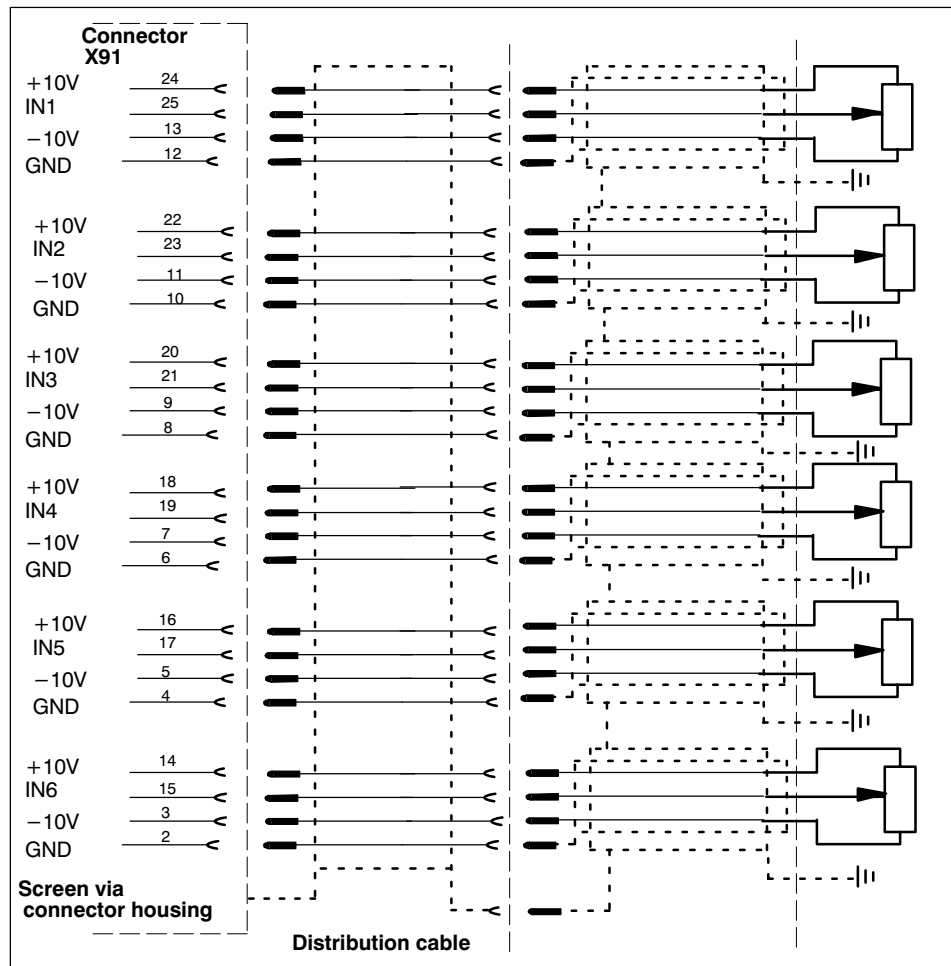 Connector
X91
+10V 24
IN1 25
−10V 13
GND 12
+10V 22
IN2 23
−10V 11
GND 10
+10V 20
IN3 21
−10V 9
GND 8
+10V 18
IN4 19
−10V 7
GND 6
+10V 16
IN5 17
−10V 5
GND 4
+10V 14
IN6 15
−10V 3
GND 2
Screen via
connector housing
Distribution cable